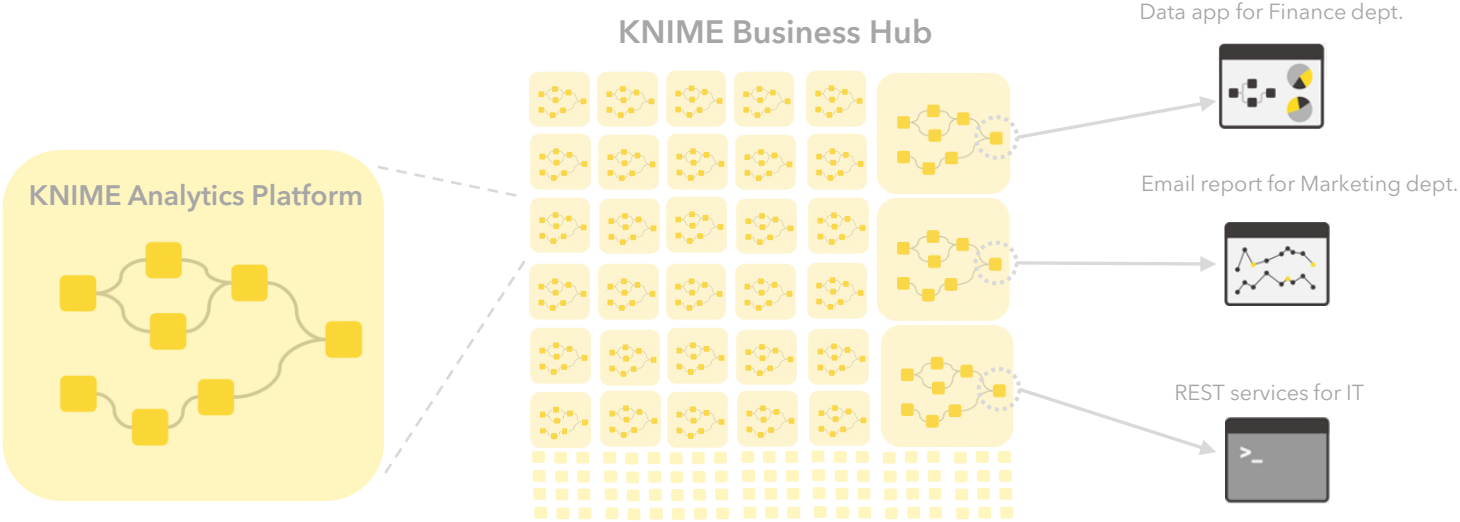 Data app for Finance dept.
KNIME Business Hub
KNIME Analytics Platform
Email report for Marketing dept.
REST services for IT
>_